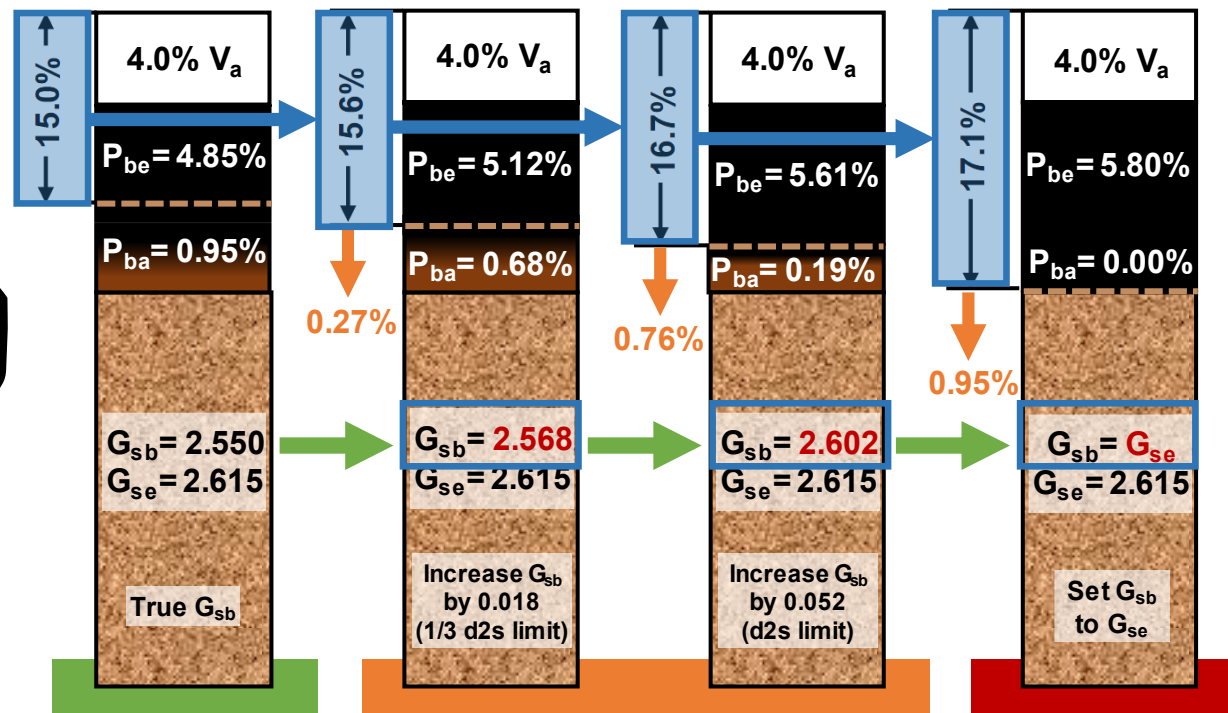 15.0%
4.0% Va
Pbe= 4.85%
Pba= 0.95%
Gsb= 2.550
Gse= 2.615
True Gsb
15.6%
4.0% Va
Pbe= 5.12%
Pba= 0.68%
0.27%
Gsb= 2.568
Gse= 2.615
Increase Gsb
by 0.018
(1/3 d2s limit)
16.7%
4.0% Va
Pbe= 5.61%
Pba= 0.19%
0.76%
Gsb= 2.602
Gse= 2.615
Increase Gsb
by 0.052
(d2s limit)
17.1%
4.0% Va
Pbe= 5.80%
Pba= 0.00%
0.95%
Gsb= Gse
Gse= 2.615
Set Gsb
to Gse